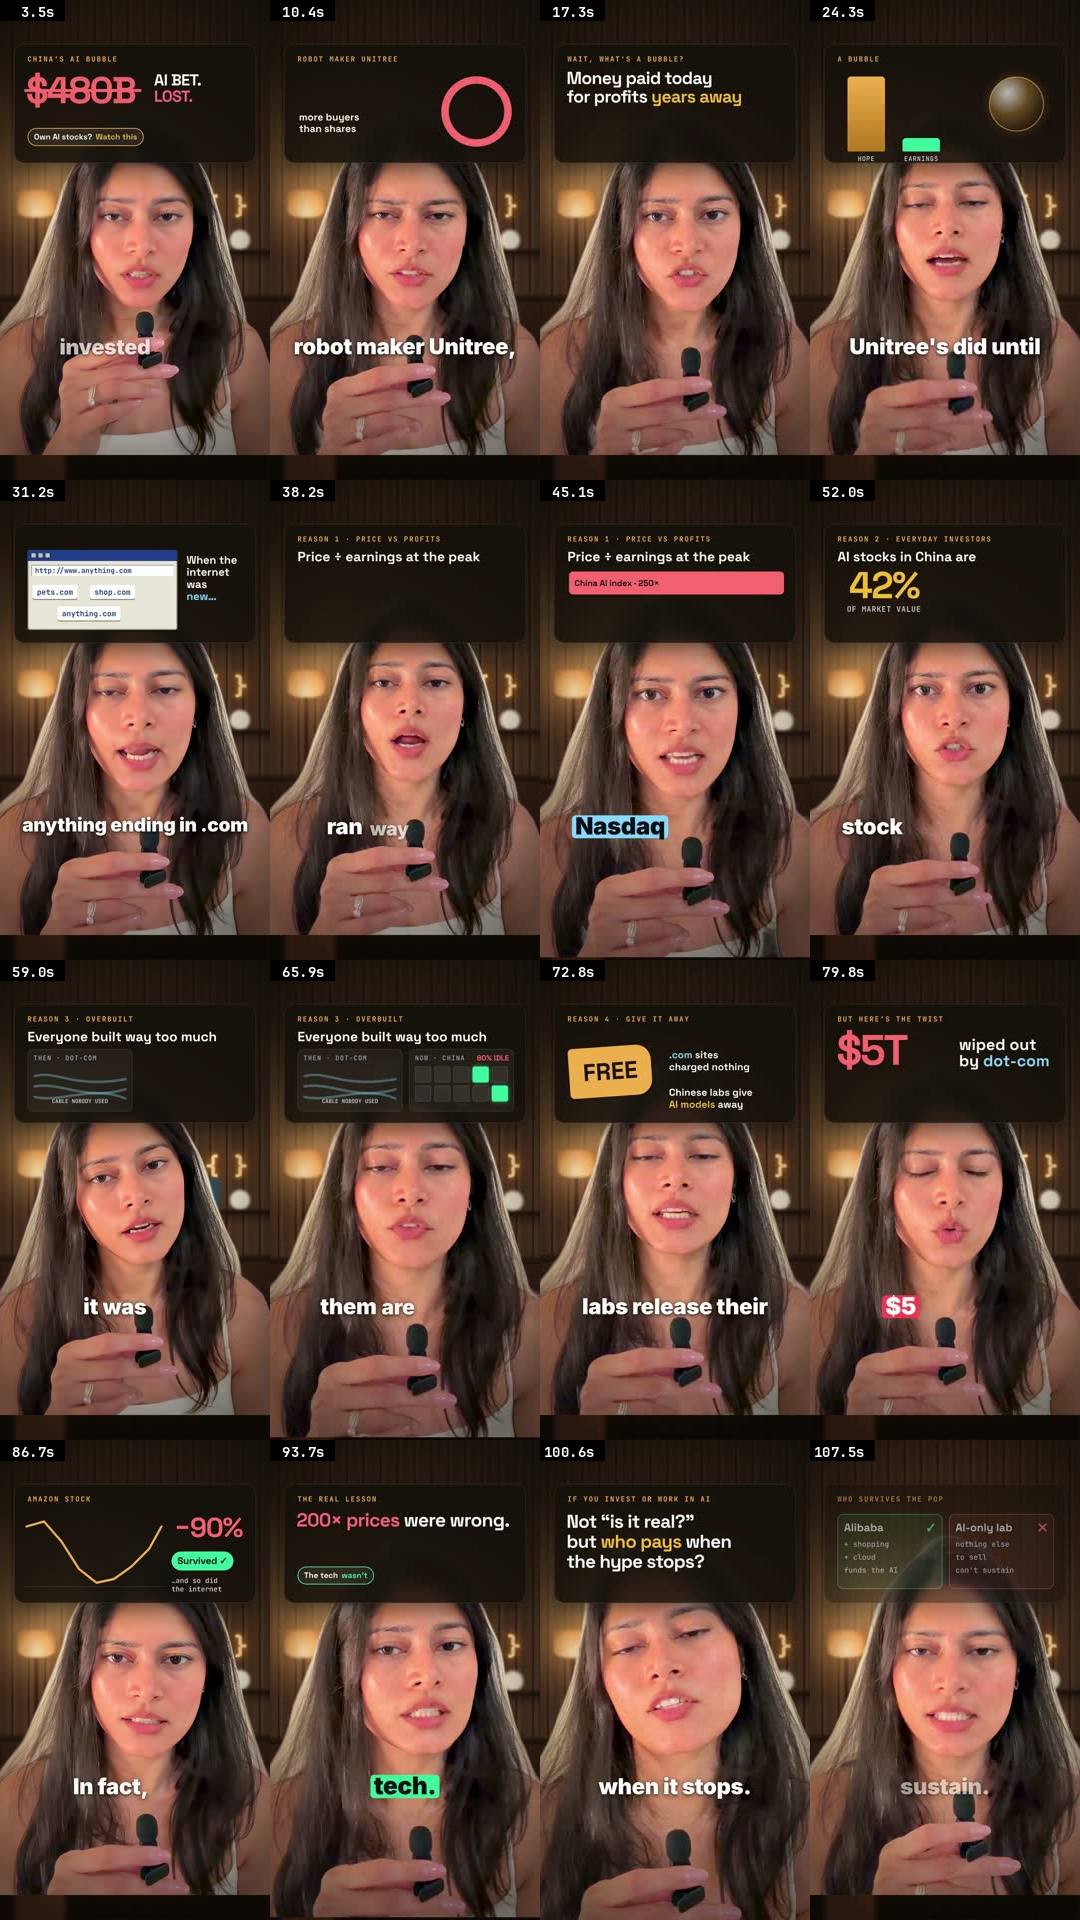 3.5s
CHINA'S AI BUBBLE
$480B
AI BET.
LOST.
Own AI stocks? Watch this
invested
10.4s
ROBOT MAKER UNITREE
more buyers
than shares
robot maker Unitree,
17.3s
WAIT, WHAT'S A BUBBLE?
Money paid today
for profits years away
24.3s
A BUBBLE
HOPE
EARNINGS
Unitree's did until
31.2s
http://www.anything.com
pets.com
shop.com
anything.com
When the
internet
was
new...
anything ending in .com
38.2s
REASON 1 · PRICE VS PROFITS
Price ÷ earnings at the peak
ran way
45.1s
REASON 1 · PRICE VS PROFITS
Price ÷ earnings at the peak
China AI index · 250×
Nasdaq
52.0s
REASON 2 · EVERYDAY INVESTORS
AI stocks in China are
42%
OF MARKET VALUE
stock
59.0s
REASON 3 · OVERBUILT
Everyone built way too much
THEN · DOT-COM
CABLE NOBODY USED
it was
65.9s
REASON 3 · OVERBUILT
Everyone built way too much
THEN · DOT-COM
CABLE NOBODY USED
NOW · CHINA
80% IDLE
them are
72.8s
REASON 4 · GIVE IT AWAY
FREE
.com sites
charged nothing
Chinese labs give
AI models away
labs release their
79.8s
BUT HERE'S THE TWIST
$5T
wiped out
by dot-com
$5
86.7s
AMAZON STOCK
-90%
Survived ✓
…and so did
the internet
In fact,
93.7s
THE REAL LESSON
200× prices were wrong.
The tech wasn't
tech.
100.6s
IF YOU INVEST OR WORK IN AI
Not “is it real?”
but who pays when
the hype stops?
when it stops.
107.5s
WHO SURVIVES THE POP
Alibaba ✓
+ shopping
+ cloud
funds the AI
AI-only lab ✕
nothing else
to sell
can't sustain
sustain.